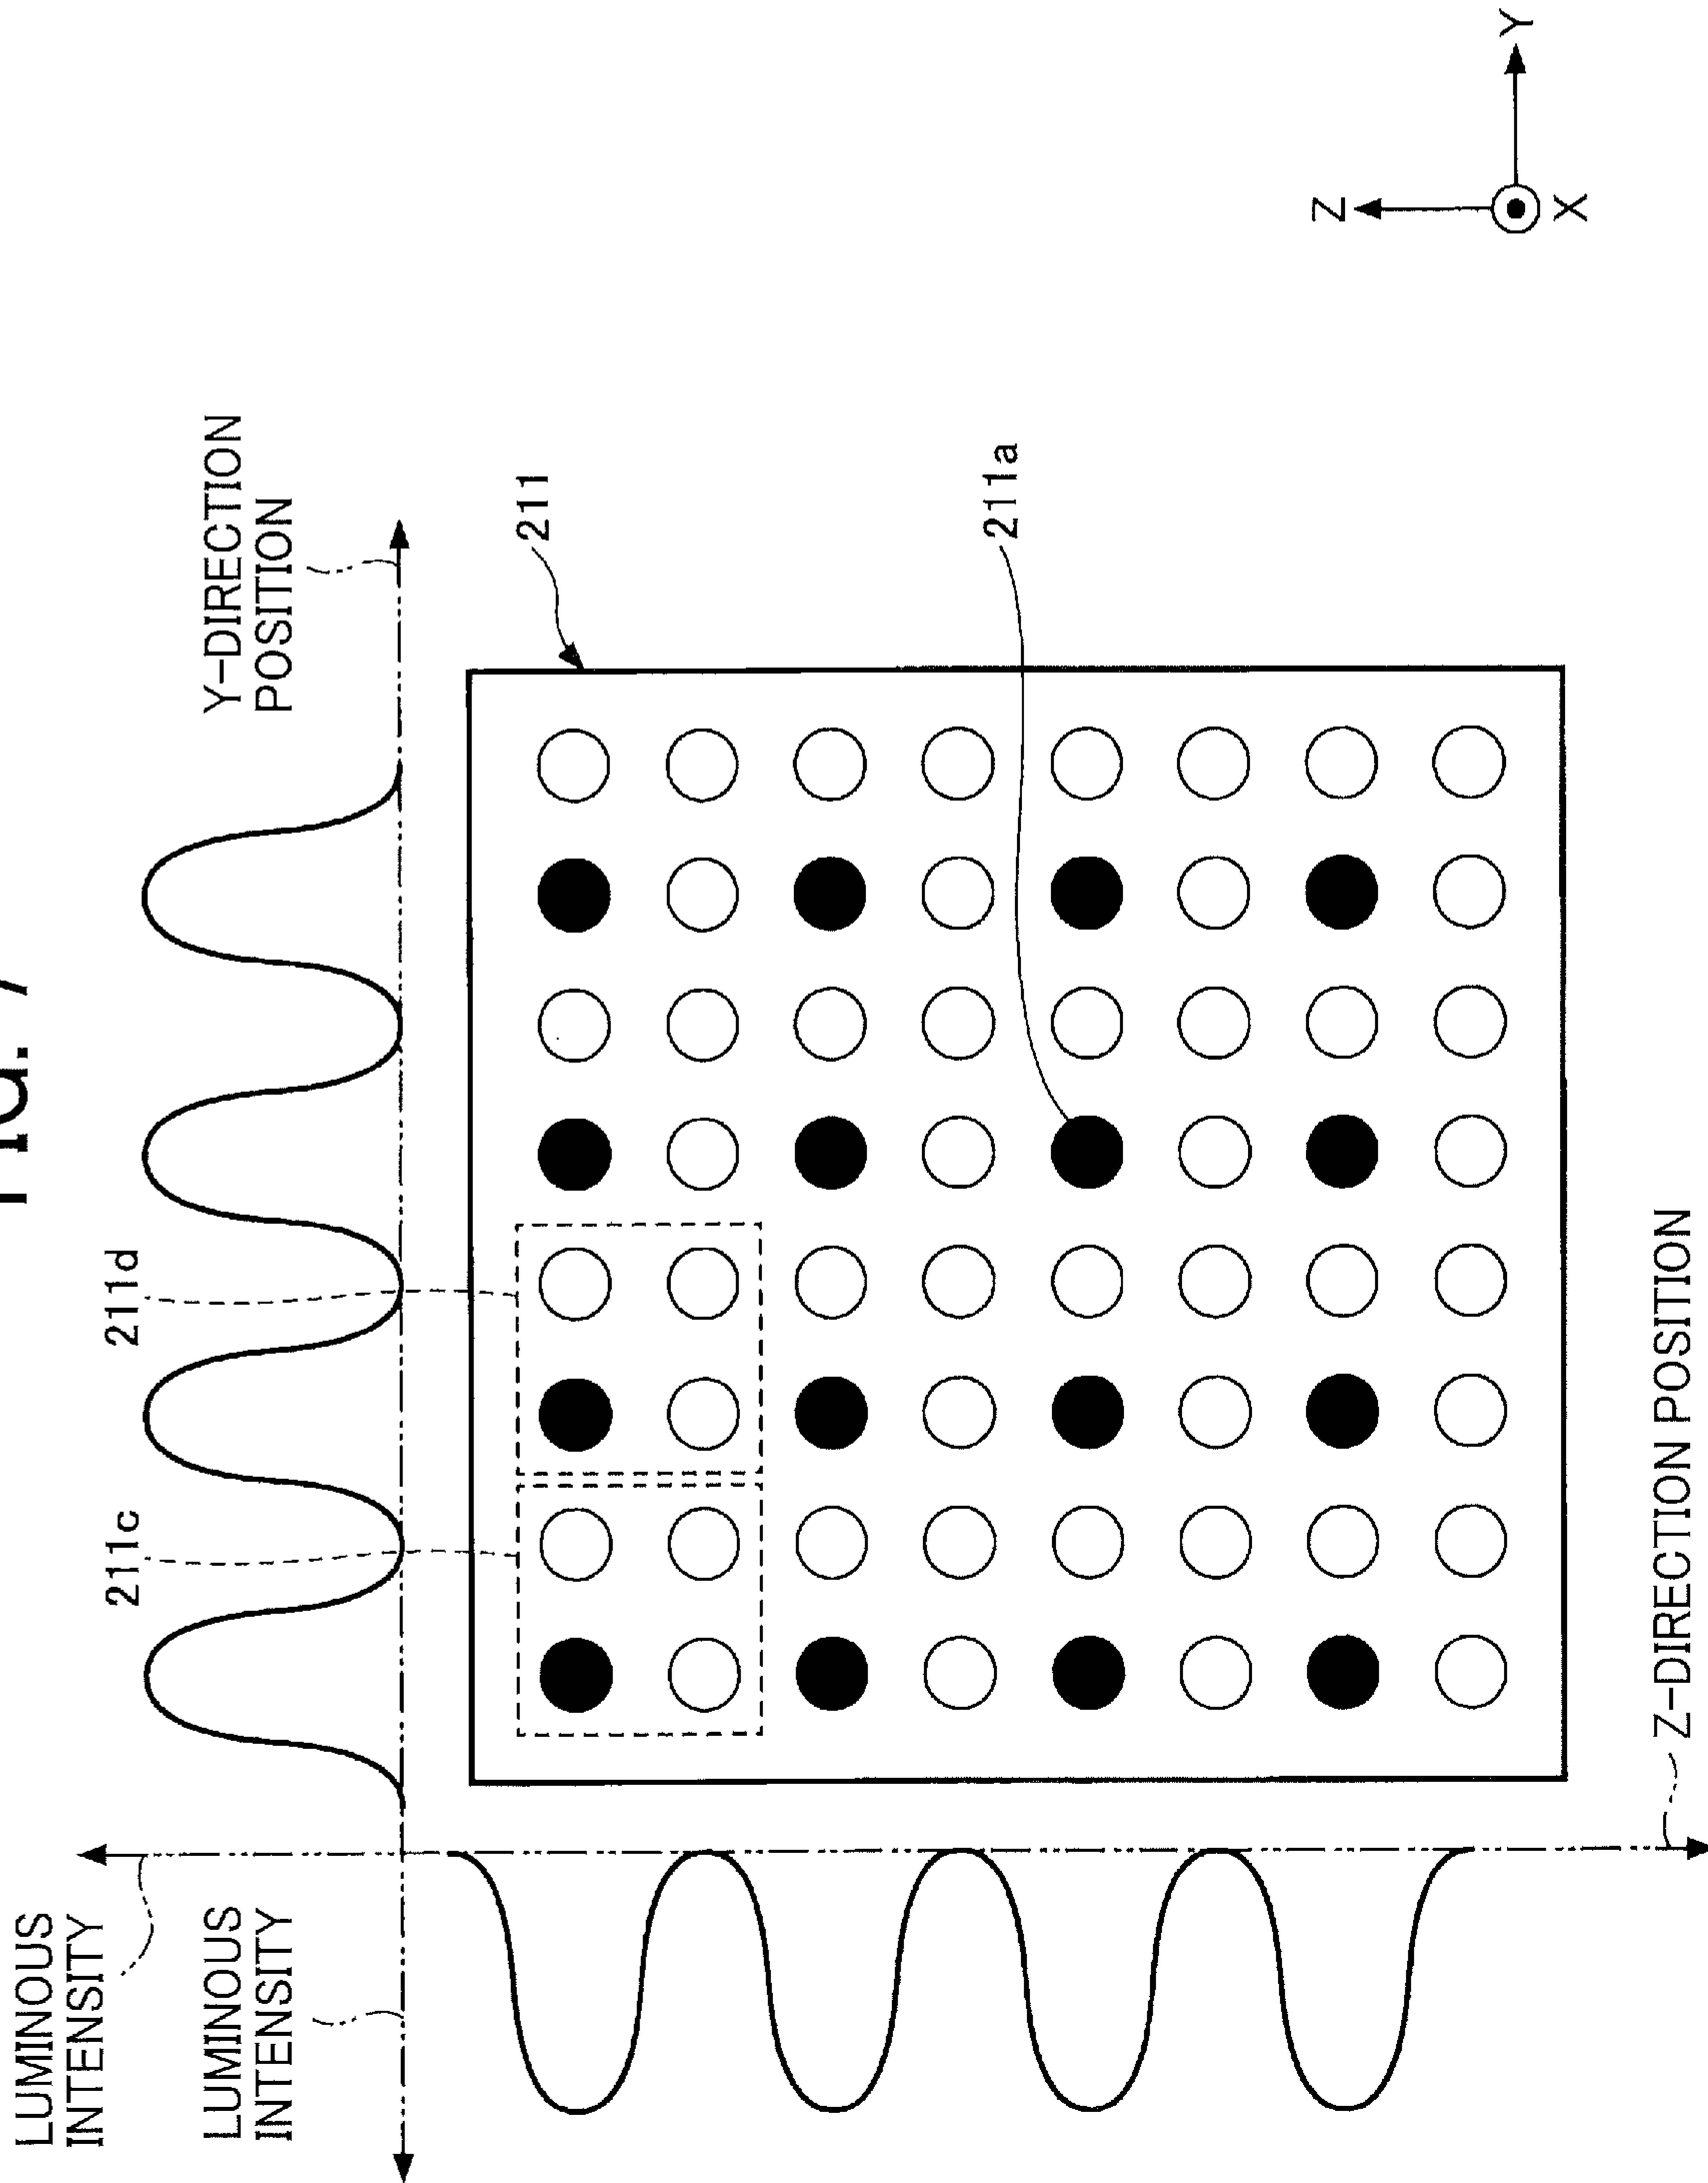 FIG. 7
LUMINOUS
INTENSITY
LUMINOUS
INTENSITY
211c
211d
Y-DIRECTION
POSITION
211
211a
Z-DIRECTION POSITION
Z
Y
X